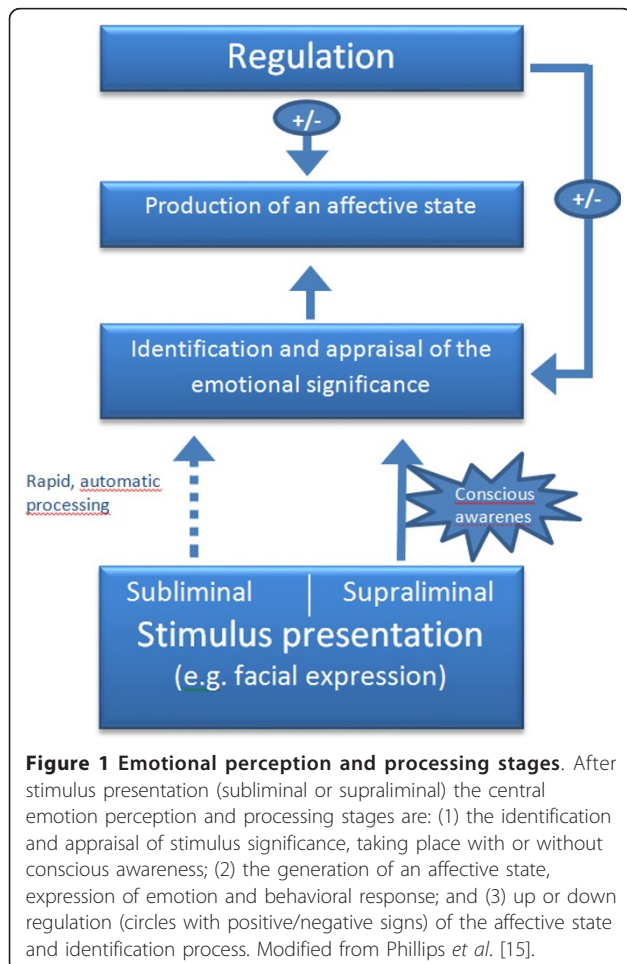 Regulation
+/-
Production of an affective state
+/-
Identification and appraisal of the
emotional significance
Rapid, automatic
processing
Conscious
awarenes
Subliminal | Supraliminal
Stimulus presentation
(e.g. facial expression)
Figure 1 Emotional perception and processing stages. After
stimulus presentation (subliminal or supraliminal) the central
emotion perception and processing stages are: (1) the identification
and appraisal of stimulus significance, taking place with or without
conscious awareness; (2) the generation of an affective state,
expression of emotion and behavioral response; and (3) up or down
regulation (circles with positive/negative signs) of the affective state
and identification process. Modified from Phillips et al. [15].